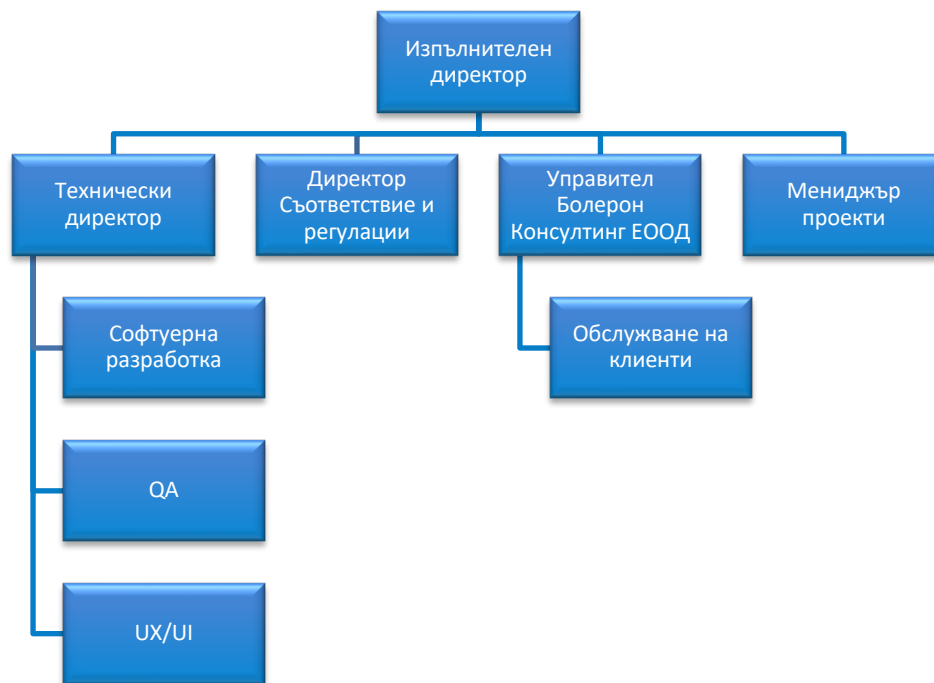 Изпълнителен
директор
Технически
директор
Директор
Съответствие и
регулации
Управител
Болерон
Консултинг ЕООД
Мениджър
проекти
Софтуерна
разработка
Обслужване на
клиенти
QA
UX/UI